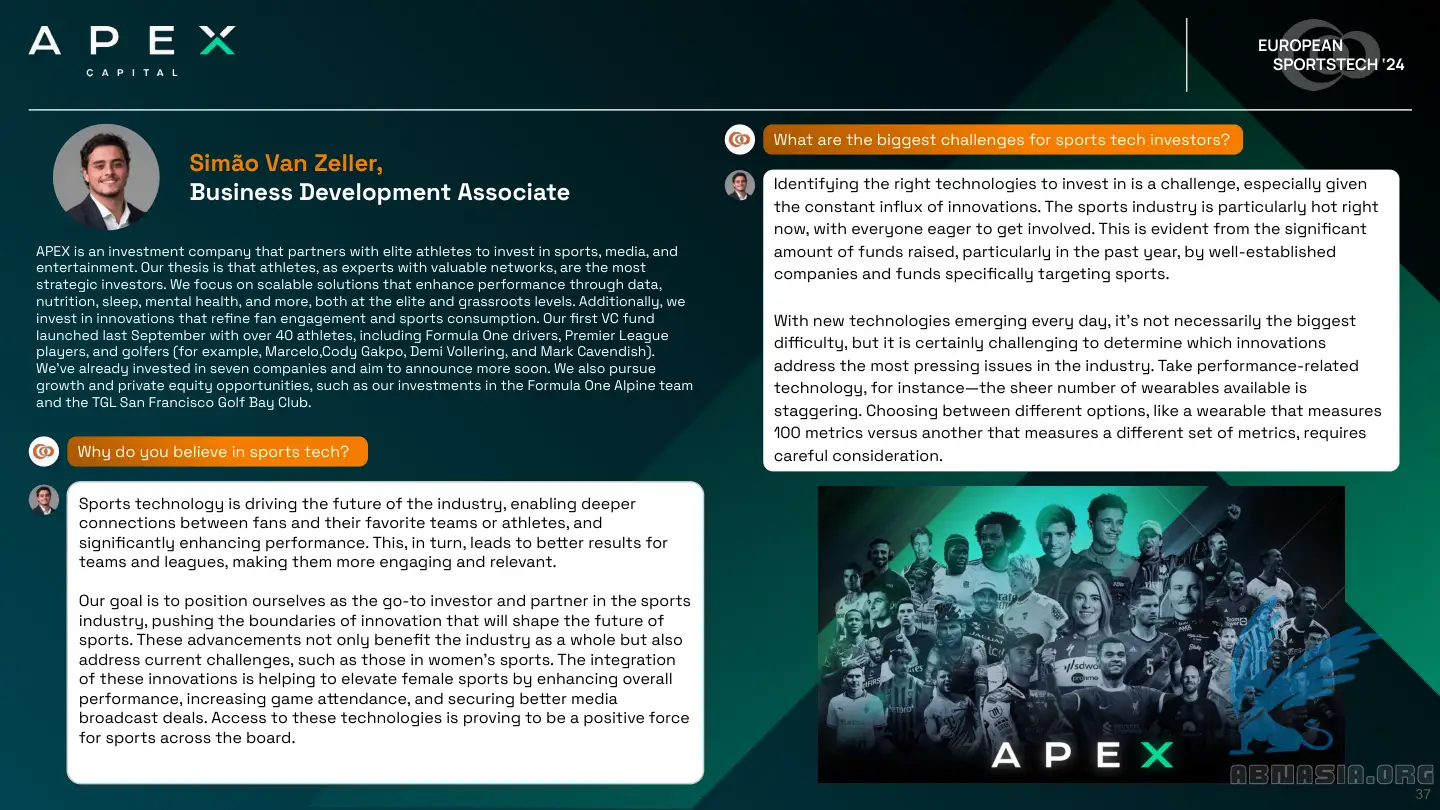 APEX
CAPITAL
EUROPEAN
SPORTSTECH '24
Simão Van Zeller,
Business Development Associate
APEX is an investment company that partners with elite athletes to invest in sports, media, and
entertainment. Our thesis is that athletes, as experts with valuable networks, are the most
strategic investors. We focus on scalable solutions that enhance performance through data,
nutrition, sleep, mental health, and more, both at the elite and grassroots levels. Additionally, we
invest in innovations that refine fan engagement and sports consumption. Our first VC fund
launched last September with over 40 athletes, including Formula One drivers, Premier League
players, and golfers (for example, Marcelo,Cody Gakpo, Demi Vollering, and Mark Cavendish).
We've already invested in seven companies and aim to announce more soon. We also pursue
growth and private equity opportunities, such as our investments in the Formula One Alpine team
and the TGL San Francisco Golf Bay Club.
Why do you believe in sports tech?
Sports technology is driving the future of the industry, enabling deeper
connections between fans and their favorite teams or athletes, and
significantly enhancing performance. This, in turn, leads to better results for
teams and leagues, making them more engaging and relevant.
Our goal is to position ourselves as the go-to investor and partner in the sports
industry, pushing the boundaries of innovation that will shape the future of
sports. These advancements not only benefit the industry as a whole but also
address current challenges, such as those in women's sports. The integration
of these innovations is helping to elevate female sports by enhancing overall
performance, increasing game attendance, and securing better media
broadcast deals. Access to these technologies is proving to be a positive force
for sports across the board.
What are the biggest challenges for sports tech investors?
Identifying the right technologies to invest in is a challenge, especially given
the constant influx of innovations. The sports industry is particularly hot right
now, with everyone eager to get involved. This is evident from the significant
amount of funds raised, particularly in the past year, by well-established
companies and funds specifically targeting sports.
With new technologies emerging every day, it's not necessarily the biggest
difficulty, but it is certainly challenging to determine which innovations
address the most pressing issues in the industry. Take performance-related
technology, for instance—the sheer number of wearables available is
staggering. Choosing between different options, like a wearable that measures
100 metrics versus another that measures a different set of metrics, requires
careful consideration.
APEX
ABNASIA.ORG
37